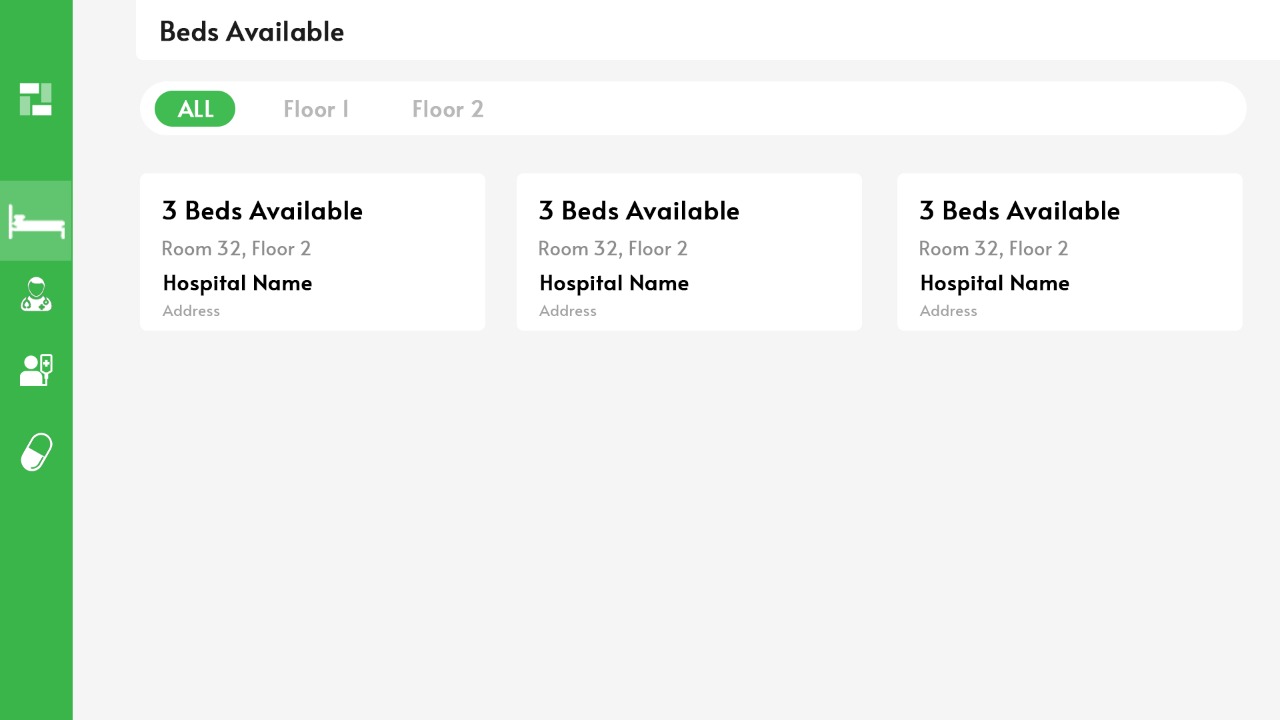 Beds Available
ALL Floor 1 Floor 2
3 Beds Available
Room 32, Floor 2
Hospital Name
Address
3 Beds Available
Room 32, Floor 2
Hospital Name
Address
3 Beds Available
Room 32, Floor 2
Hospital Name
Address